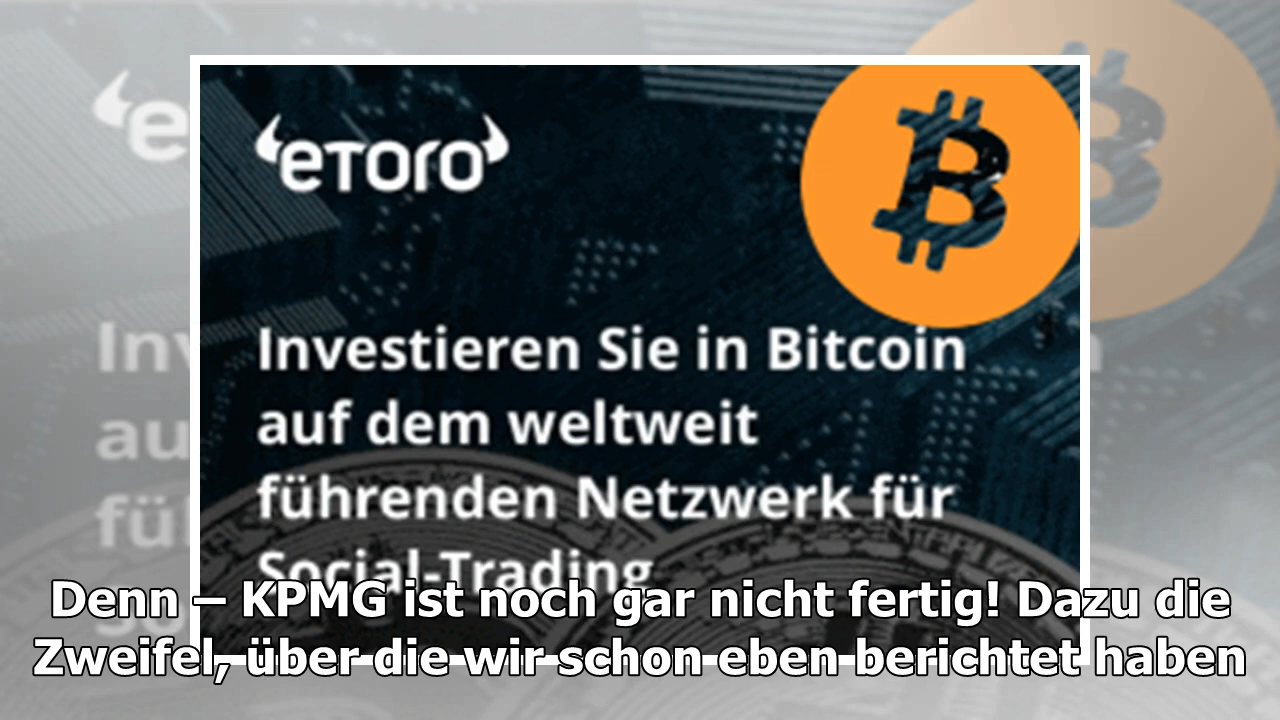 eToro
Investieren Sie in Bitcoin
auf dem weltweit
führenden Netzwerk für
Social-Trading
Denn – KPMG ist noch gar nicht fertig! Dazu die
Zweifel, über die wir schon eben berichtet haben